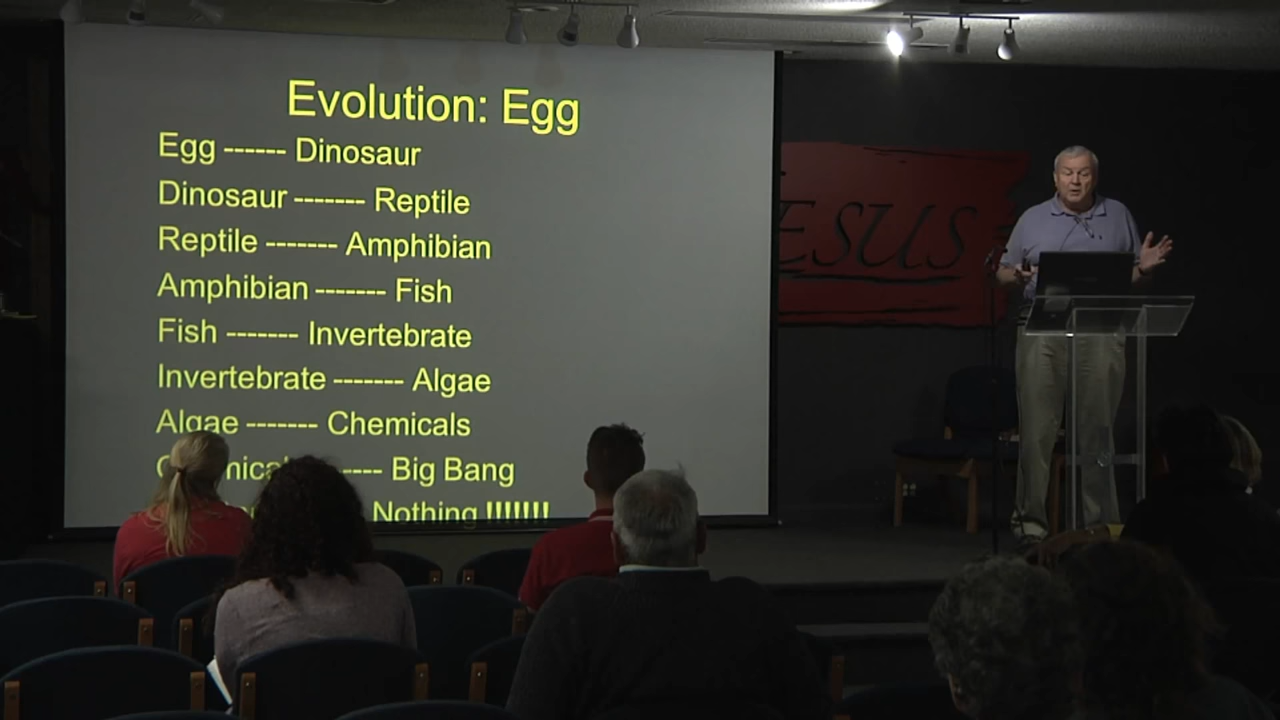 Evolution: Egg
Egg ------ Dinosaur
Dinosaur ------- Reptile
Reptile ------- Amphibian
Amphibian ------- Fish
Fish ------- Invertebrate
Invertebrate ------- Algae
Algae ------- Chemicals
---- Big Bang
Nothing !!!!!!!
ESUS